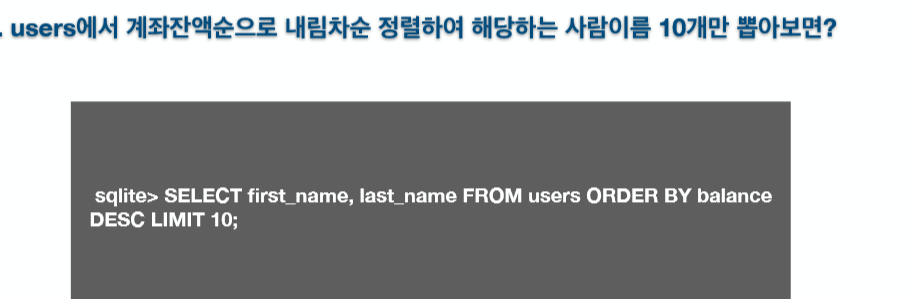 . users에서 계좌잔액순으로 내림차순 정렬하여 해당하는 사람이름 10개만 뽑아보면?
sqlite> SELECT first_name, last_name FROM users ORDER BY balance
DESC LIMIT 10;